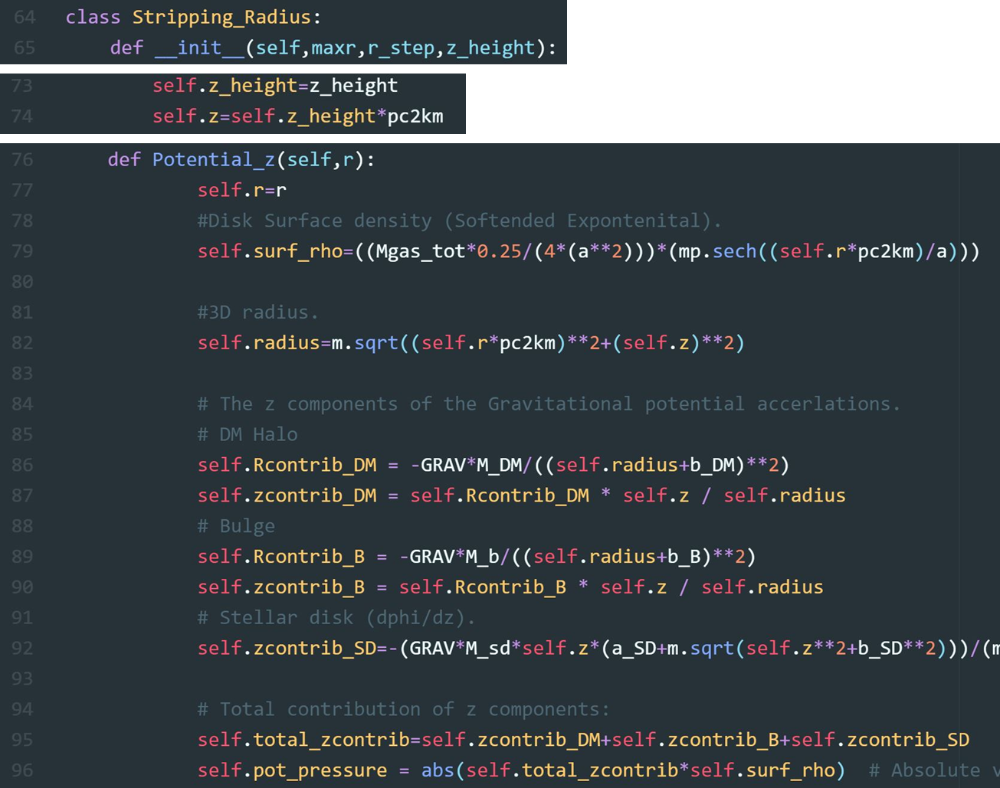 64 class Stripping_Radius:
65 def __init__(self,maxr,r_step,z_height):
73 self.z_height=z_height
74 self.z=self.z_height*pc2km
76 def Potential_z(self,r):
77 self.r=r
78 #Disk Surface density (Softended Expontenital).
79 self.surf_rho=((Mgas_tot*0.25/(4*(a**2)))*(mp.sech((self.r*pc2km)/a)))
80
81 #3D radius.
82 self.radius=m.sqrt((self.r*pc2km)**2+(self.z)**2)
83
84 # The z components of the Gravitational potential accerlations.
85 # DM Halo
86 self.Rcontrib_DM = -GRAV*M_DM/((self.radius+b_DM)**2)
87 self.zcontrib_DM = self.Rcontrib_DM * self.z / self.radius
88 # Bulge
89 self.Rcontrib_B = -GRAV*M_b/((self.radius+b_B)**2)
90 self.zcontrib_B = self.Rcontrib_B * self.z / self.radius
91 # Stellar disk (dphi/dz).
92 self.zcontrib_SD=-(GRAV*M_sd*self.z*(a_SD+m.sqrt(self.z**2+b_SD**2)))/(m
93
94 # Total contribution of z components:
95 self.total_zcontrib=self.zcontrib_DM+self.zcontrib_B+self.zcontrib_SD
96 self.pot_pressure = abs(self.total_zcontrib*self.surf_rho) # Absolute